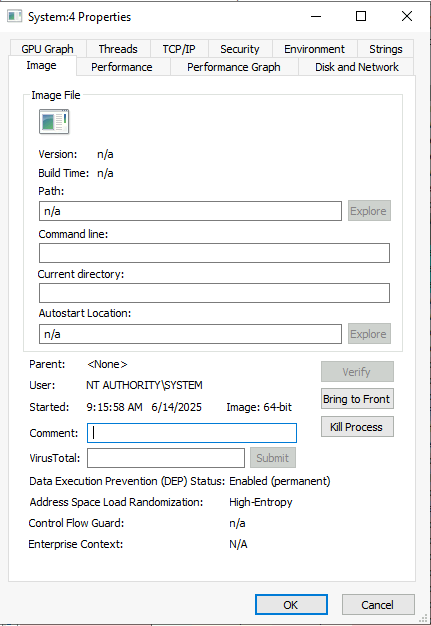 System:4 Properties
GPU Graph Threads TCP/IP Security Environment Strings
Image Performance Performance Graph Disk and Network
Image File
Version: n/a
Build Time: n/a
Path:
n/a Explore
Command line:
Current directory:
Autostart Location:
n/a Explore
Parent: <None> Verify
User: NT AUTHORITY\SYSTEM
Bring to Front
Started: 9:15:58 AM 6/14/2025 Image: 64-bit
Comment: Kill Process
VirusTotal: Submit
Data Execution Prevention (DEP) Status: Enabled (permanent)
Address Space Load Randomization: High-Entropy
Control Flow Guard: n/a
Enterprise Context: N/A
OK Cancel